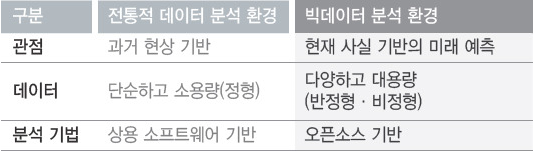 구분 전통적 데이터 분석 환경 빅데이터 분석 환경
관점 과거 현상 기반 현재 사실 기반의 미래 예측
데이터 단순하고 소용량(정형) 다양하고 대용량
(반정형 · 비정형)
분석 기법 상용 소프트웨어 기반 오픈소스 기반